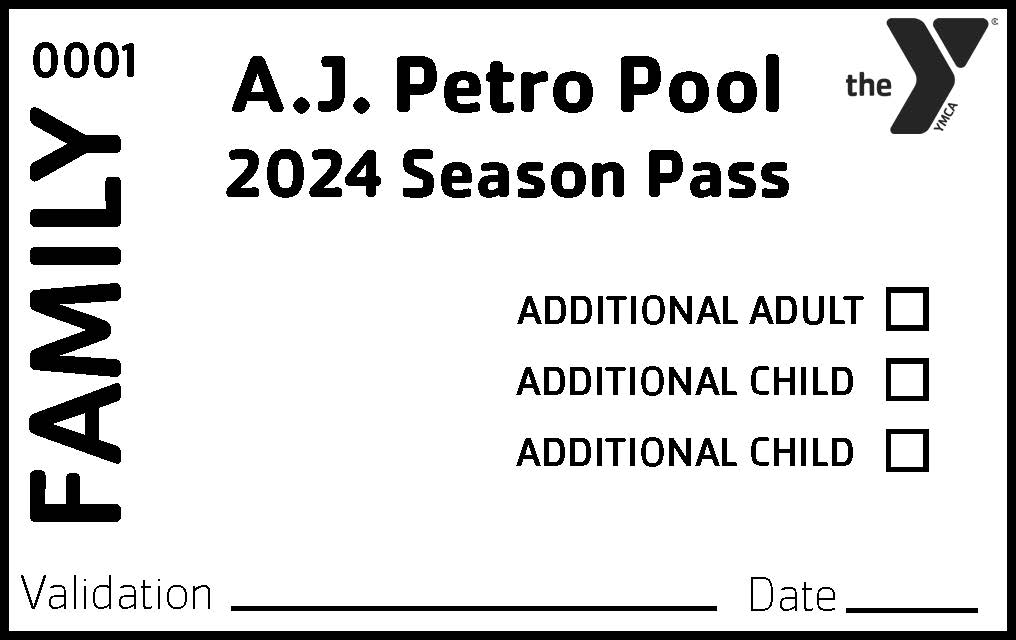 0001
A.J. Petro Pool
2024 Season Pass
the
YMCA
®
FAMILY
ADDITIONAL ADULT
ADDITIONAL CHILD
ADDITIONAL CHILD
Validation
Date